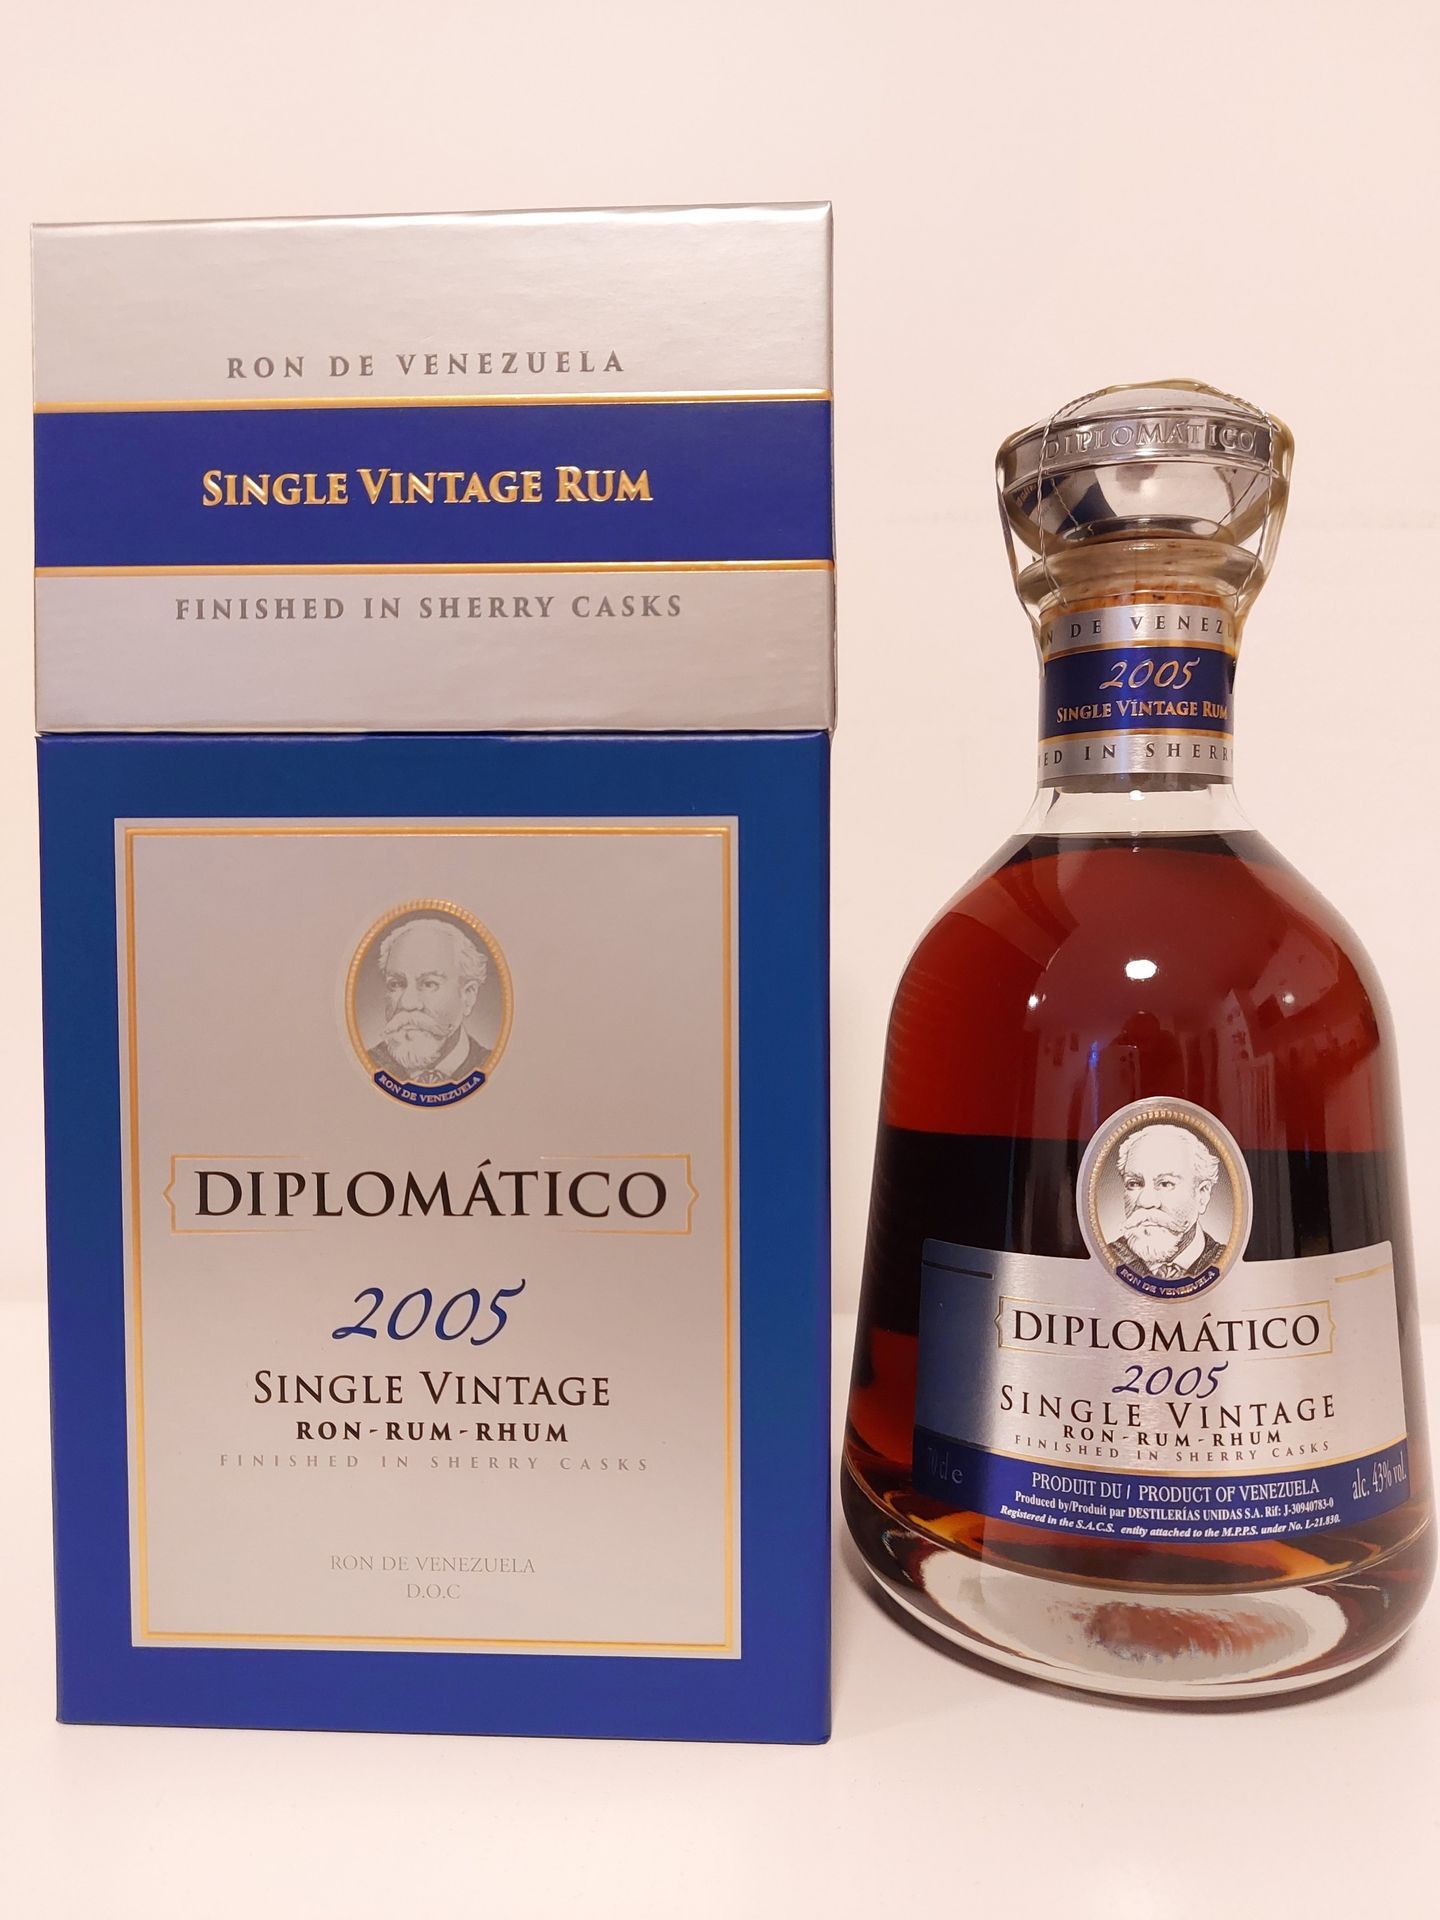 RON DE VENEZUELA
SINGLE VINTAGE RUM
FINISHED IN SHERRY CASKS
RON DE VENEZUELA
DIPLOMÁTICO
2005
SINGLE VINTAGE
RON-RUM-RHUM
FINISHED IN SHERRY CASKS
RON DE VENEZUELA
D.O.C
DIPLOMÁTICO
N DE VENEZU
2005
SINGLE VINTAGE RUM
ED IN SHERR
RON DE VENEZUELA
DIPLOMÁTICO
2005
SINGLE VINTAGE
RON-RUM-RHUM
FINISHED IN SHERRY CASKS
70cl e
PRODUIT DU / PRODUCT OF VENEZUELA
alc. 43% vol.
Produced by/Produit par DESTILERÍAS UNIDAS S.A. Rif: J-30940783-0
Registered in the S.A.C.S. entity attached to the M.P.P.S. under No. L-21.830.